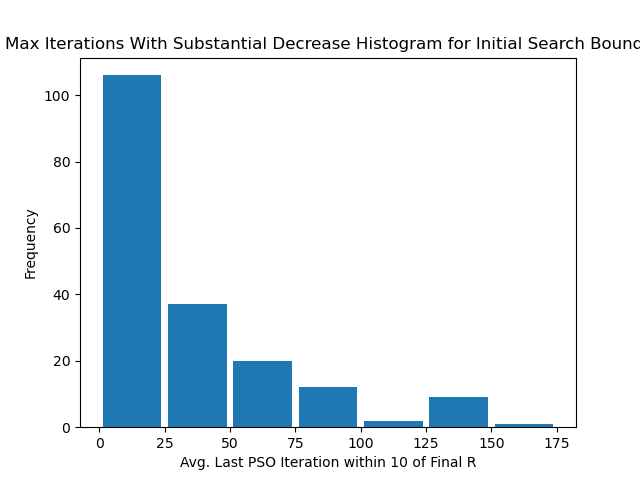 Max Iterations With Substantial Decrease Histogram for Initial Search Bound
100
80
60
40
20
0
Frequency
0 25 50 75 100 125 150 175
Avg. Last PSO Iteration within 10 of Final R